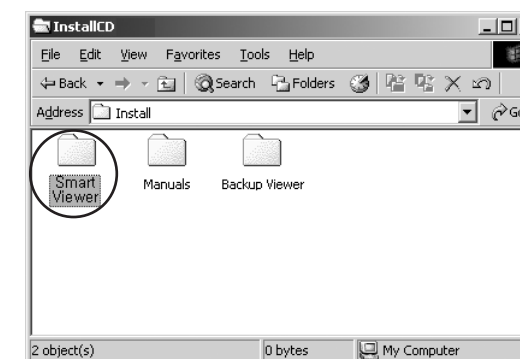 InstallCD
File Edit View Favorites Tools Help
Back Search Folders
Address Install Go
Smart Manuals Backup Viewer
Viewer
2 object(s) 0 bytes My Computer